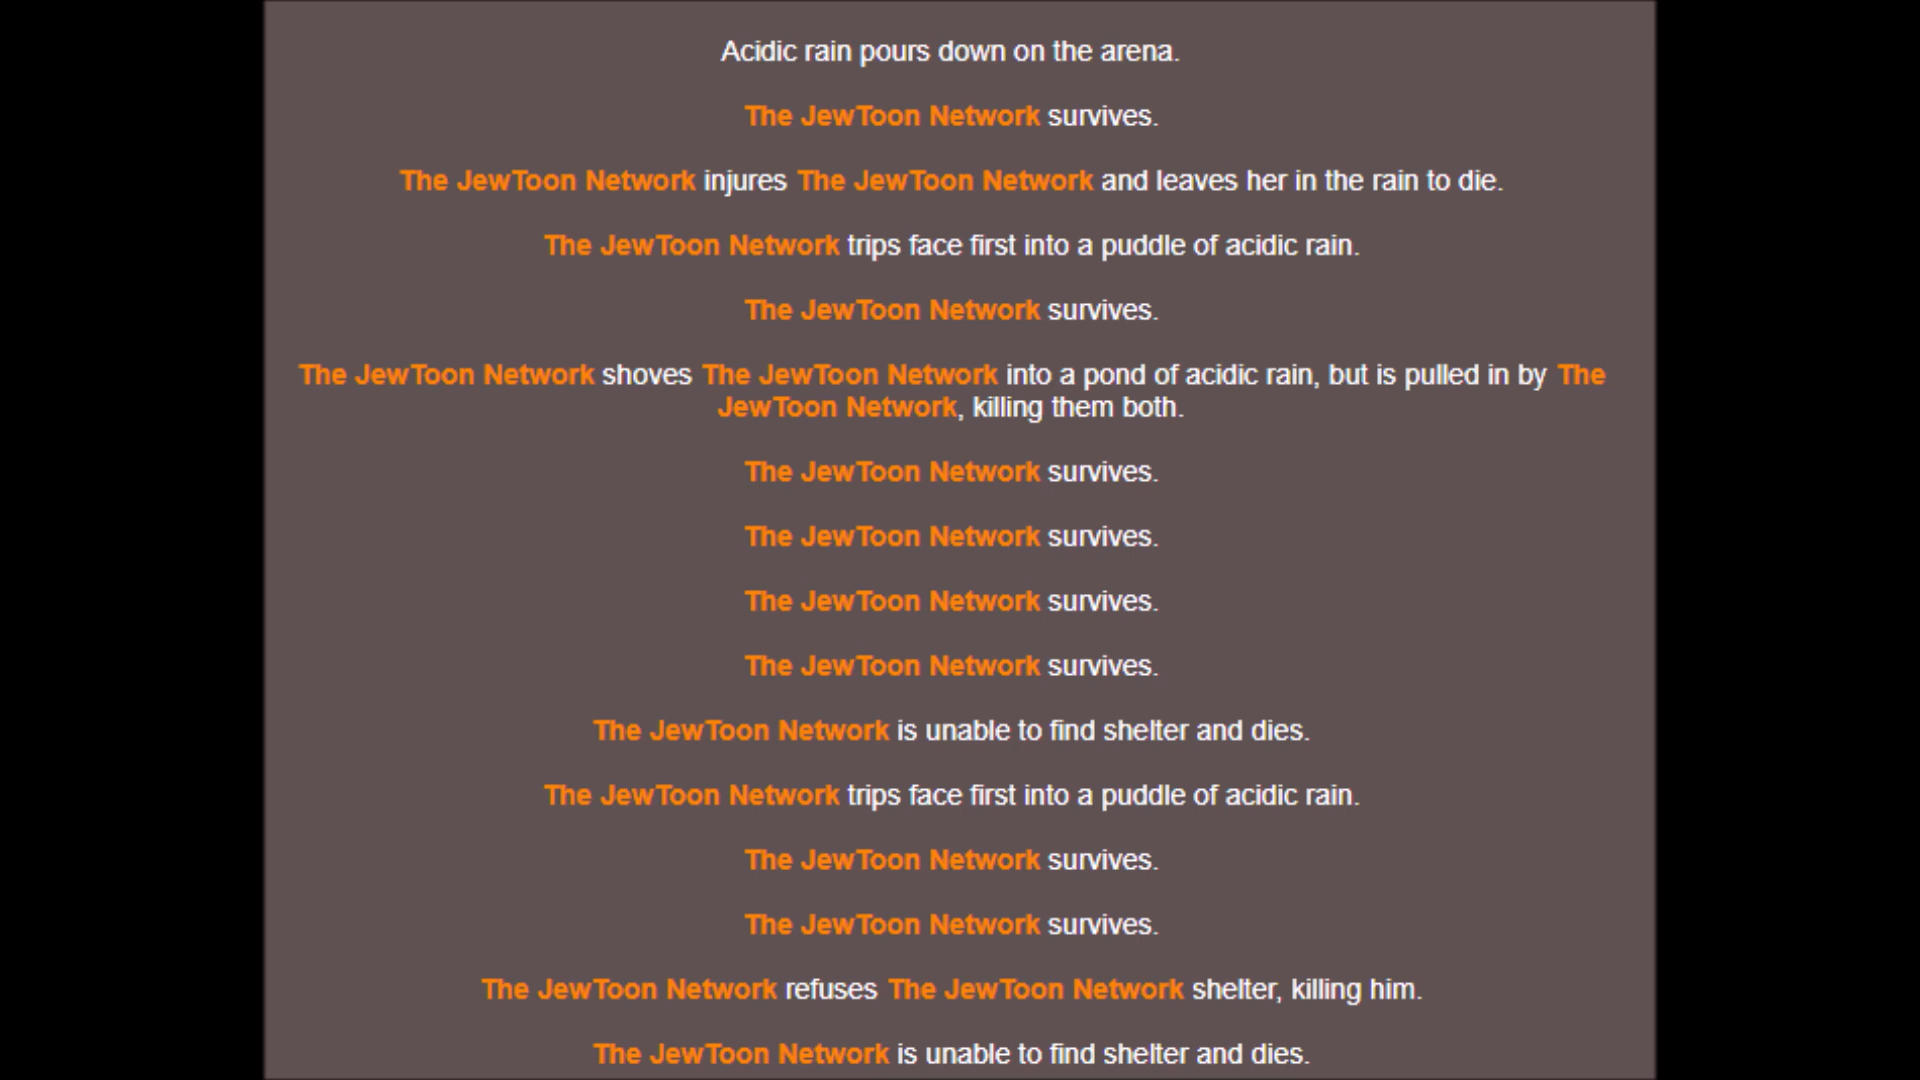 Acidic rain pours down on the arena.
The JewToon Network survives.
The JewToon Network injures The JewToon Network and leaves her in the rain to die.
The JewToon Network trips face first into a puddle of acidic rain.
The JewToon Network survives.
The JewToon Network shoves The JewToon Network into a pond of acidic rain, but is pulled in by The
JewToon Network, killing them both.
The JewToon Network survives.
The JewToon Network survives.
The JewToon Network survives.
The JewToon Network survives.
The JewToon Network is unable to find shelter and dies.
The JewToon Network trips face first into a puddle of acidic rain.
The JewToon Network survives.
The JewToon Network survives.
The JewToon Network refuses The JewToon Network shelter, killing him.
The JewToon Network is unable to find shelter and dies.